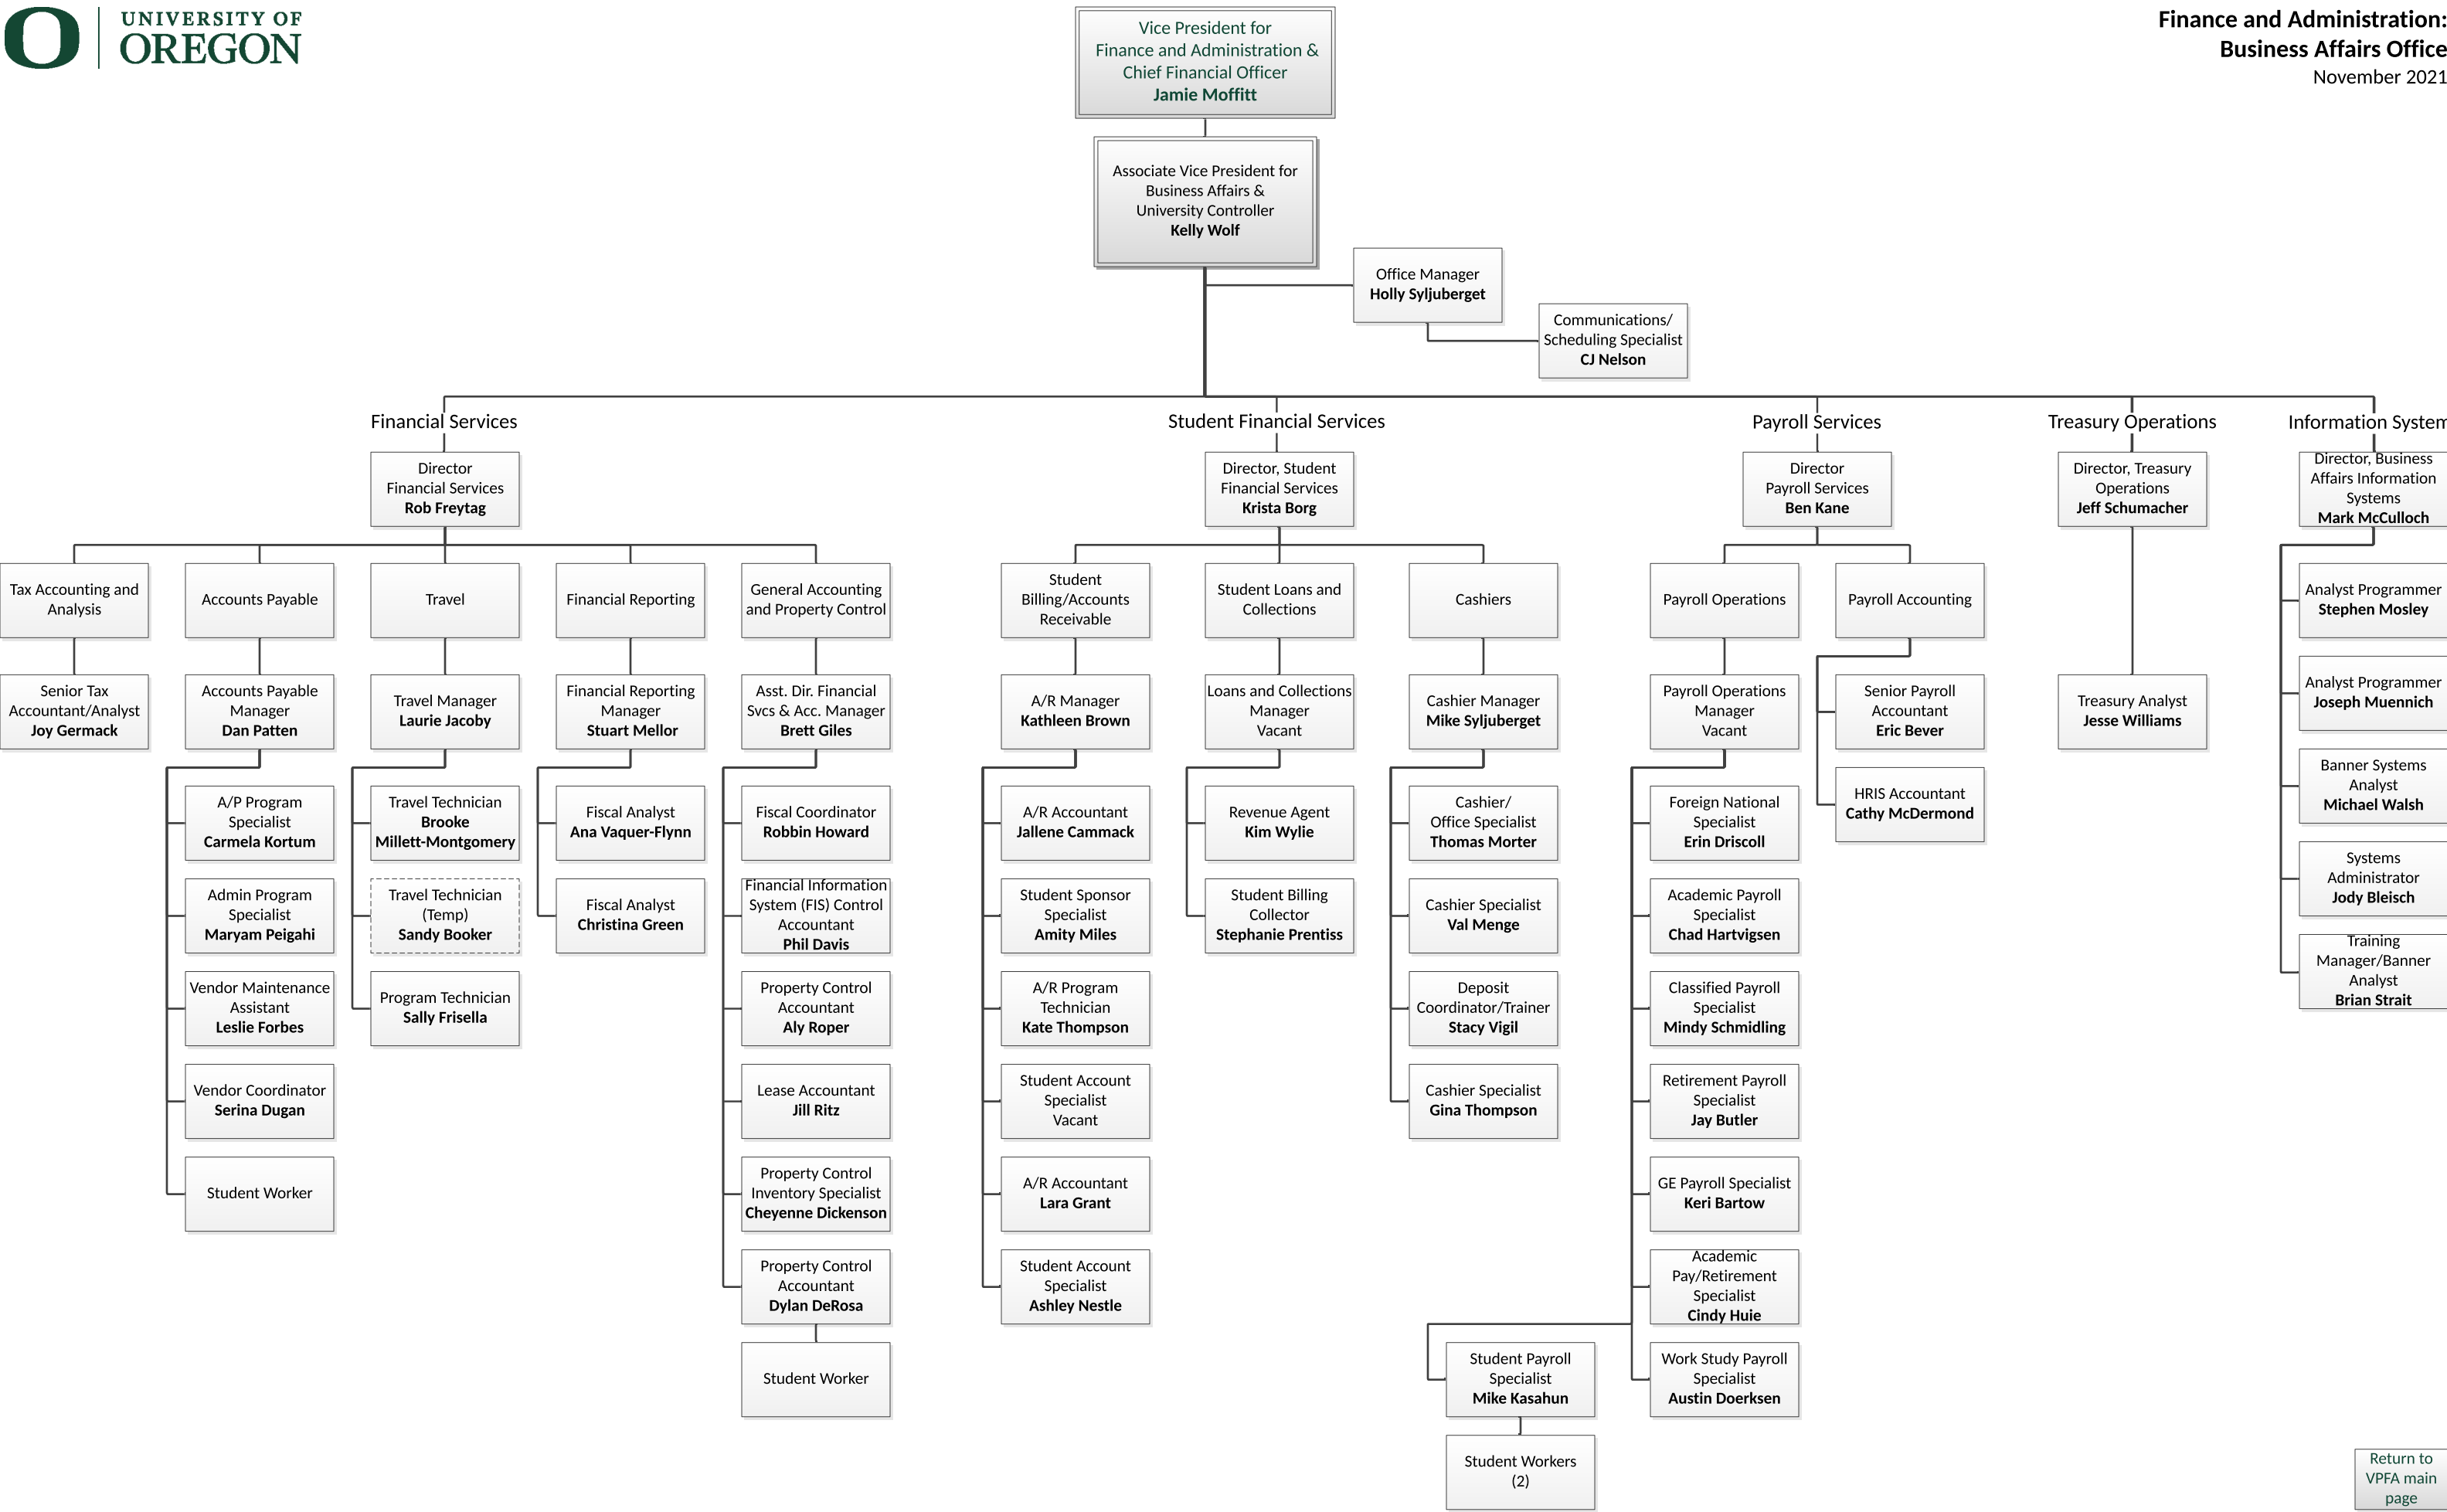 UNIVERSITY OF
OREGON
Finance and Administration:
Business Affairs Office
November 2021
Vice President for
Finance and Administration &
Chief Financial Officer
Jamie Moffitt
Associate Vice President for
Business Affairs &
University Controller
Kelly Wolf
Office Manager
Holly Syljuberget
Communications/
Scheduling Specialist
CJ Nelson
Financial Services
Director
Financial Services
Rob Freytag
Tax Accounting and
Analysis
Senior Tax
Accountant/Analyst
Joy Germack
Accounts Payable
Accounts Payable
Manager
Dan Patten
A/P Program
Specialist
Carmela Kortum
Admin Program
Specialist
Maryam Peigahi
Vendor Maintenance
Assistant
Leslie Forbes
Vendor Coordinator
Serina Dugan
Student Worker
Travel
Travel Manager
Laurie Jacoby
Travel Technician
Brooke
Millett-Montgomery
Travel Technician
(Temp)
Sandy Booker
Program Technician
Sally Frisella
Financial Reporting
Financial Reporting
Manager
Stuart Mellor
Fiscal Analyst
Ana Vaquer-Flynn
Fiscal Analyst
Christina Green
General Accounting
and Property Control
Asst. Dir. Financial
Svcs & Acc. Manager
Brett Giles
Fiscal Coordinator
Robbin Howard
Financial Information
System (FIS) Control
Accountant
Phil Davis
Property Control
Accountant
Aly Roper
Lease Accountant
Jill Ritz
Property Control
Inventory Specialist
Cheyenne Dickenson
Property Control
Accountant
Dylan DeRosa
Student Worker
Student Financial Services
Director, Student
Financial Services
Krista Borg
Student
Billing/Accounts
Receivable
A/R Manager
Kathleen Brown
A/R Accountant
Jallene Cammack
Student Sponsor
Specialist
Amity Miles
A/R Program
Technician
Kate Thompson
Student Account
Specialist
Vacant
A/R Accountant
Lara Grant
Student Account
Specialist
Ashley Nestle
Student Loans and
Collections
Loans and Collections
Manager
Vacant
Revenue Agent
Kim Wylie
Student Billing
Collector
Stephanie Prentiss
Cashiers
Cashier Manager
Mike Syljuberget
Cashier/
Office Specialist
Thomas Morter
Cashier Specialist
Val Menge
Deposit
Coordinator/Trainer
Stacy Vigil
Cashier Specialist
Gina Thompson
Payroll Services
Director
Payroll Services
Ben Kane
Payroll Operations
Payroll Operations
Manager
Vacant
Foreign National
Specialist
Erin Driscoll
Academic Payroll
Specialist
Chad Hartvigsen
Classified Payroll
Specialist
Mindy Schmidling
Retirement Payroll
Specialist
Jay Butler
GE Payroll Specialist
Keri Bartow
Academic
Pay/Retirement
Specialist
Cindy Huie
Work Study Payroll
Specialist
Austin Doerksen
Student Payroll
Specialist
Mike Kasahun
Student Workers
(2)
Payroll Accounting
Senior Payroll
Accountant
Eric Bever
HRIS Accountant
Cathy McDermond
Treasury Operations
Director, Treasury
Operations
Jeff Schumacher
Treasury Analyst
Jesse Williams
Information System
Director, Business
Affairs Information
Systems
Mark McCulloch
Analyst Programmer
Stephen Mosley
Analyst Programmer
Joseph Muennich
Banner Systems
Analyst
Michael Walsh
Systems
Administrator
Jody Bleisch
Training
Manager/Banner
Analyst
Brian Strait
Return to
VPFA main
page